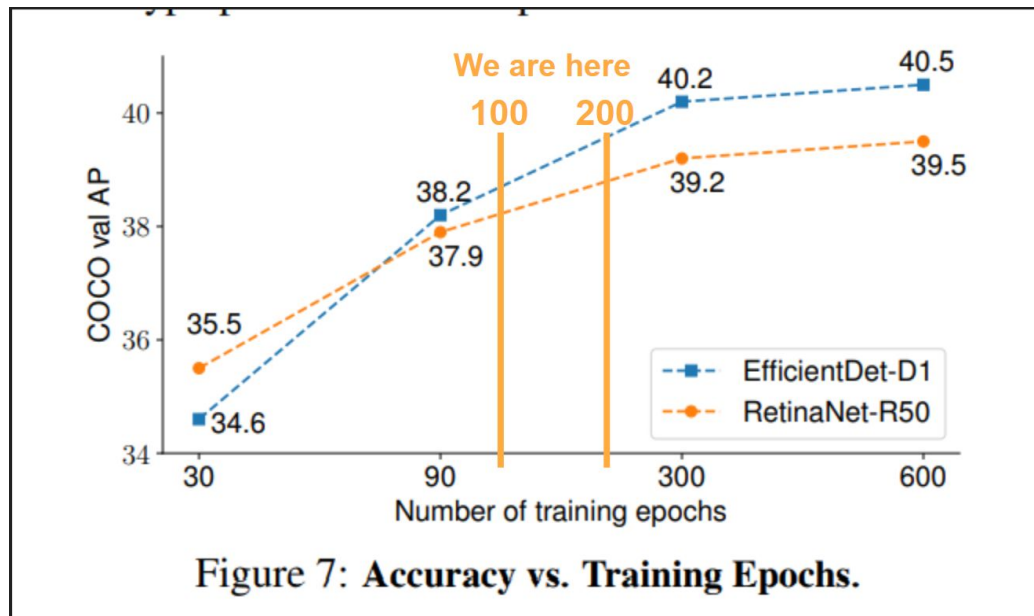 We are here
100 200
40.2
40.5
40
38.2
39.2
39.5
38
37.9
COCO val AP
36
35.5
EfficientDet-D1
RetinaNet-R50
34.6
34
30 90 300 600
Number of training epochs
Figure 7: Accuracy vs. Training Epochs.